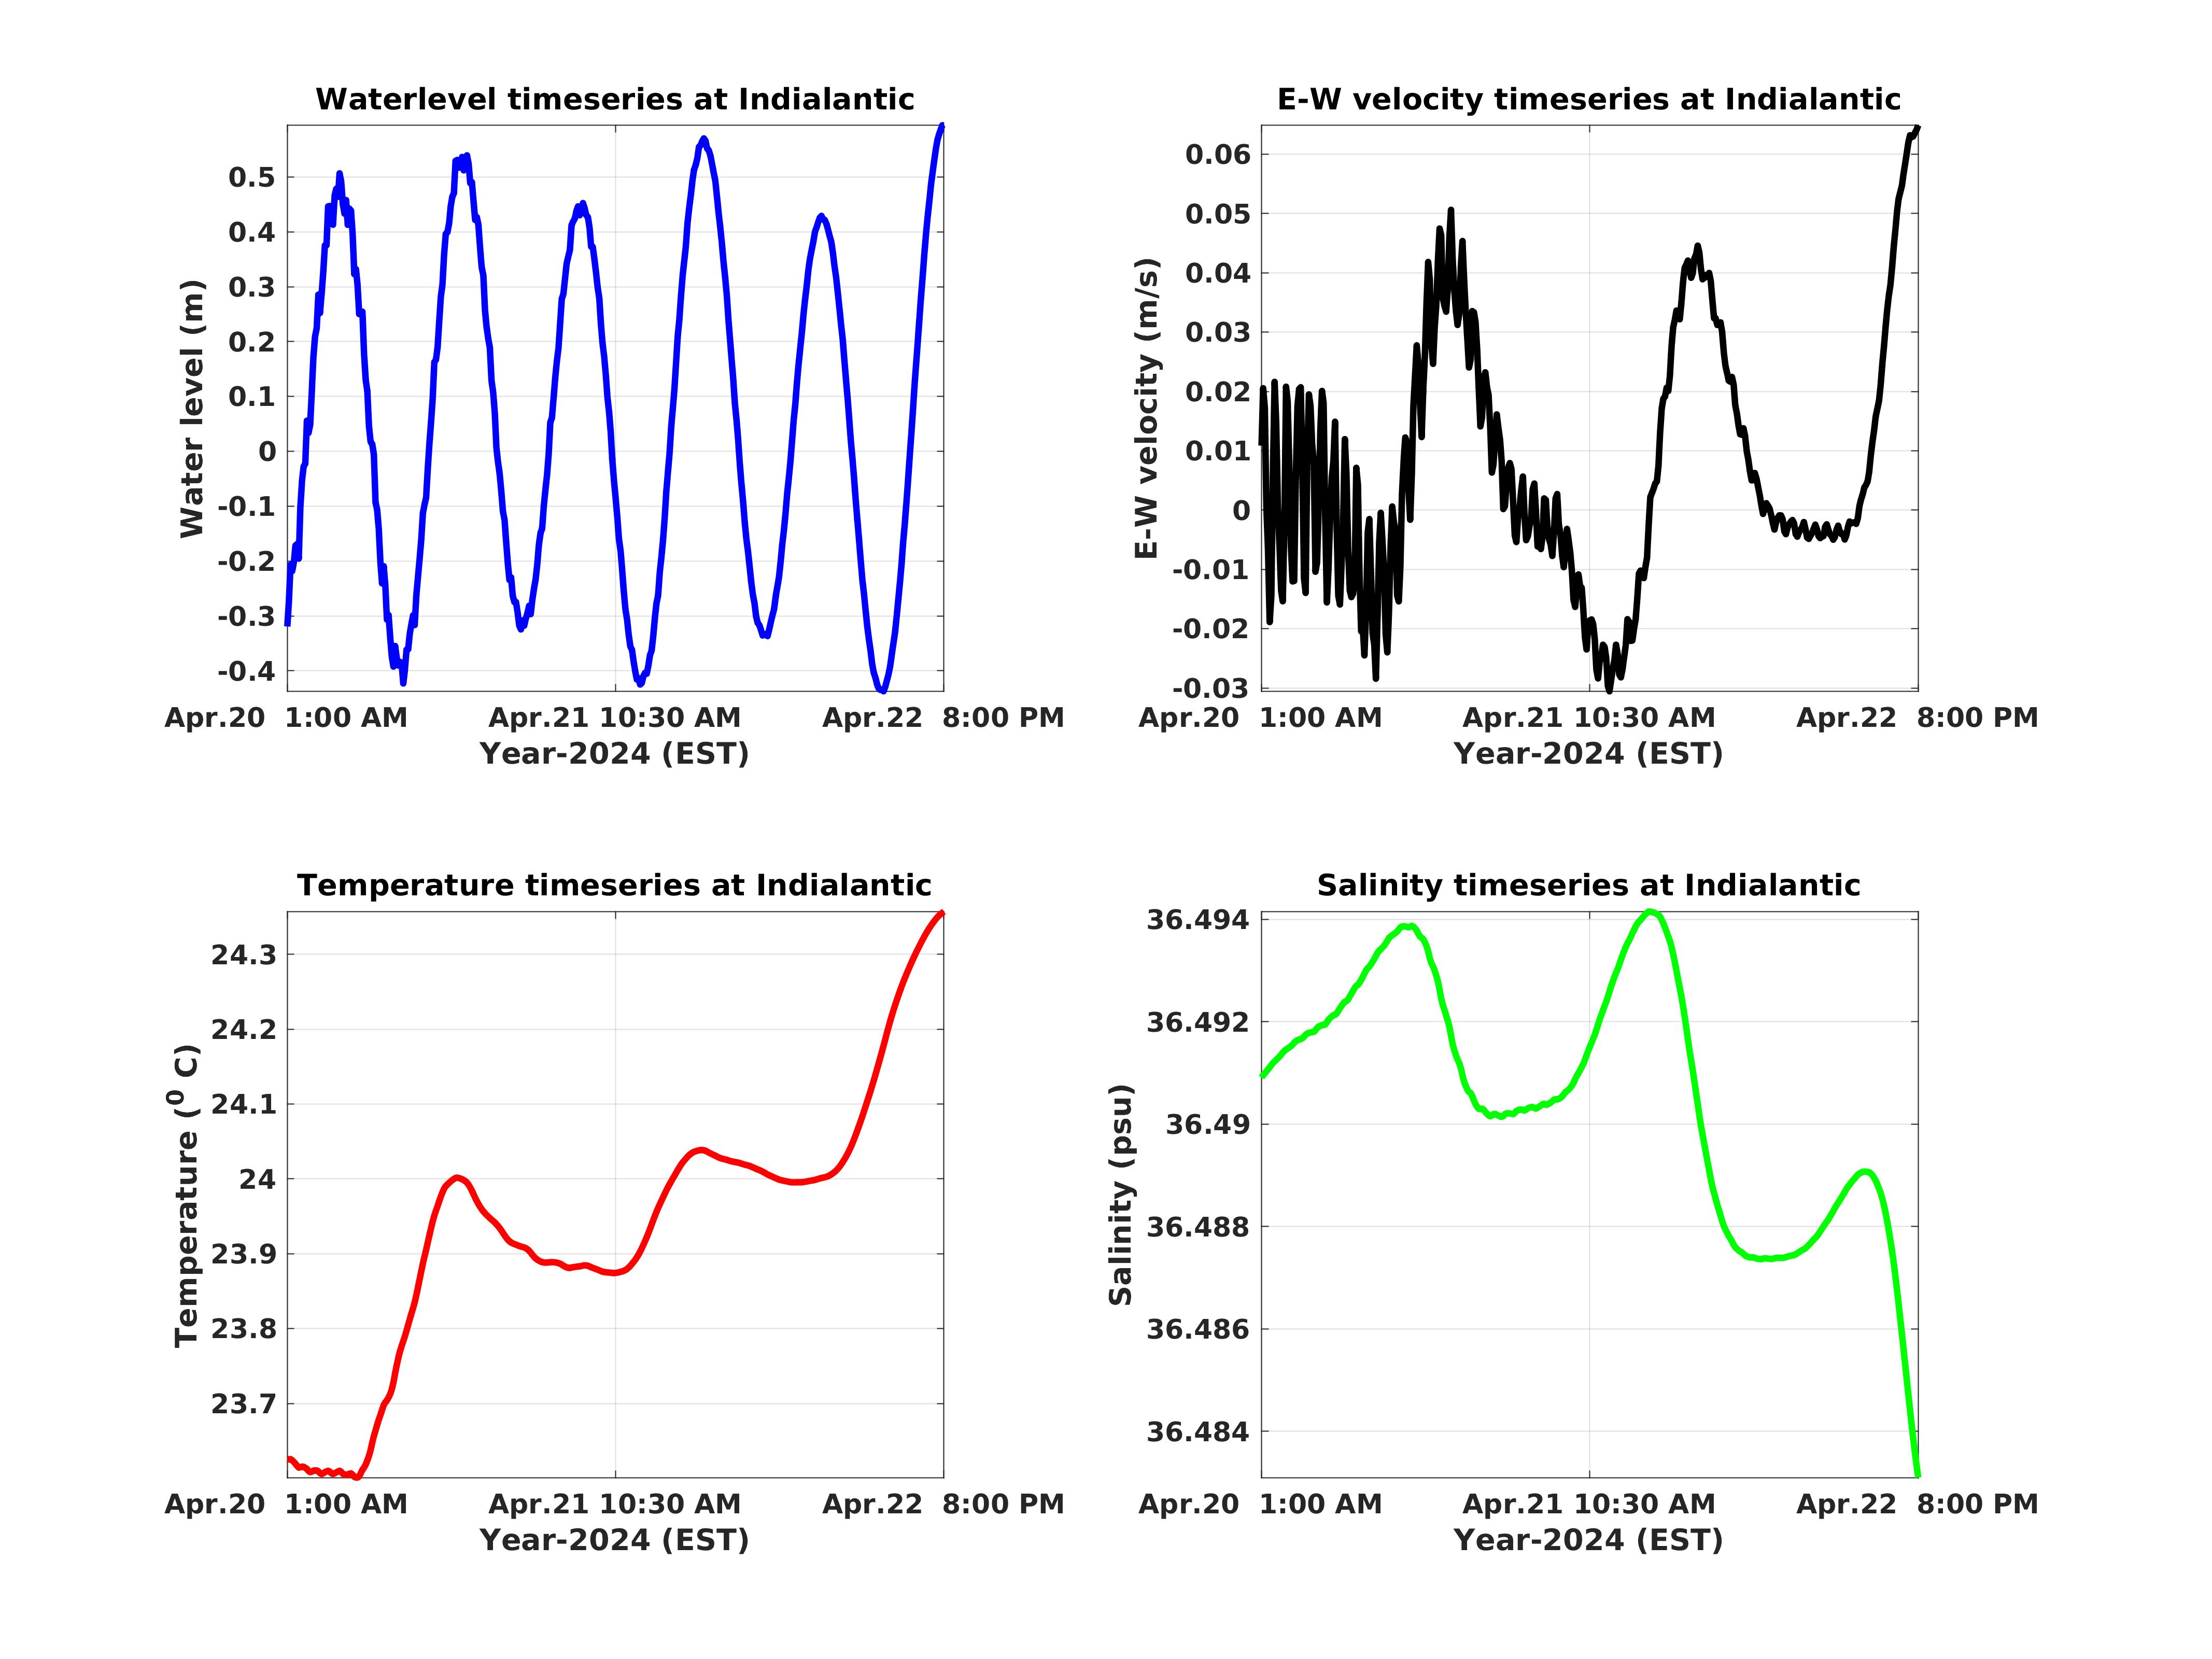 Waterlevel timeseries at Indialantic
0.5
0.4
0.3
0.2
0.1
0
-0.1
-0.2
-0.3
-0.4
Water level (m)
Apr.20 1:00 AM Apr.21 10:30 AM Apr.22 8:00 PM
Year-2024 (EST)
E-W velocity timeseries at Indialantic
0.06
0.05
0.04
0.03
0.02
0.01
0
-0.01
-0.02
-0.03
E-W velocity (m/s)
Apr.20 1:00 AM Apr.21 10:30 AM Apr.22 8:00 PM
Year-2024 (EST)
Temperature timeseries at Indialantic
24.3
24.2
24.1
24
23.9
23.8
23.7
Temperature (⁰ C)
Apr.20 1:00 AM Apr.21 10:30 AM Apr.22 8:00 PM
Year-2024 (EST)
Salinity timeseries at Indialantic
36.494
36.492
36.49
36.488
36.486
36.484
Salinity (psu)
Apr.20 1:00 AM Apr.21 10:30 AM Apr.22 8:00 PM
Year-2024 (EST)